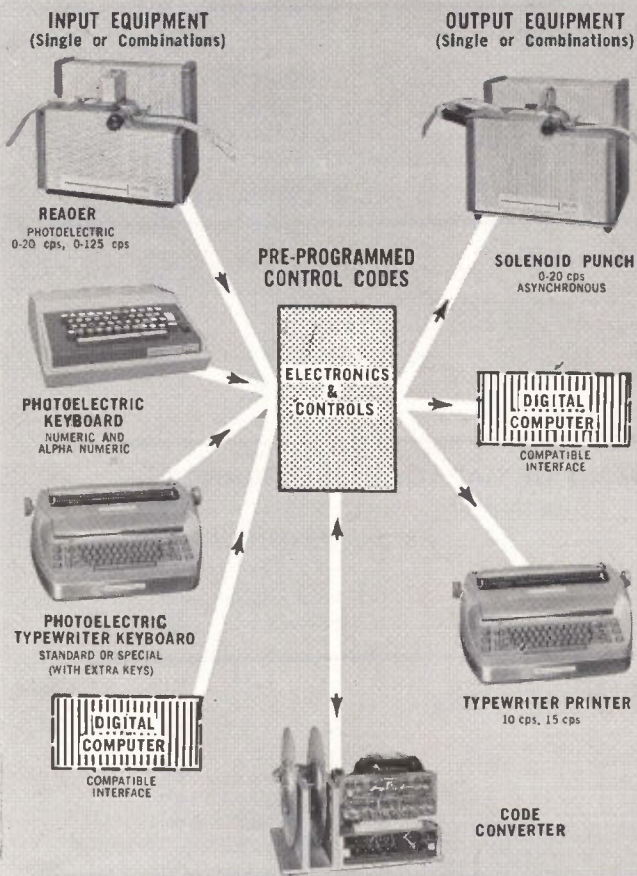 INPUT EQUIPMENT
(Single or Combinations)
OUTPUT EQUIPMENT
(Single or Combinations)
READER
PHOTOELECTRIC
0-20 cps, 0-125 cps
SOLENOID PUNCH
0-20 cps
ASYNCHRONOUS
PRE-PROGRAMMED
CONTROL CODES
ELECTRONICS
&
CONTROLS
PHOTOELECTRIC
KEYBOARD
NUMERIC AND
ALPHA NUMERIC
DIGITAL
COMPUTER
COMPATIBLE
INTERFACE
PHOTOELECTRIC
TYPEWRITER KEYBOARD
STANDARD OR SPECIAL
(WITH EXTRA KEYS)
TYPEWRITER PRINTER
10 cps, 15 cps
DIGITAL
COMPUTER
COMPATIBLE
INTERFACE
CODE
CONVERTER